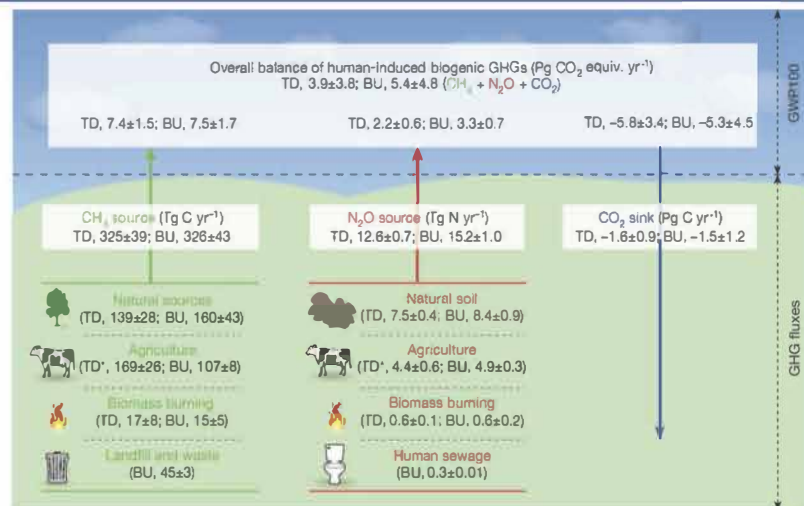 Overall balance of human-induced biogenic GHGs (Pg CO₂ equiv. yr⁻¹)
TD, 3.9±3.8; BU, 5.4±4.8 (CH₄ + N₂O + CO₂)
TD, 7.4±1.5; BU, 7.5±1.7
TD, 2.2±0.6; BU, 3.3±0.7
TD, −5.8±3.4; BU, −5.3±4.5
GWP100
CH₄ source (Tg C yr⁻¹)
TD, 325±39; BU, 326±43
N₂O source (Tg N yr⁻¹)
TD, 12.6±0.7; BU, 15.2±1.0
CO₂ sink (Pg C yr⁻¹)
TD, −1.6±0.9; BU, −1.5±1.2
Natural sources
(TD, 139±28; BU, 160±43)
Agriculture
(TD*, 169±26; BU, 107±8)
Biomass burning
(TD, 17±8; BU, 15±5)
Landfill and waste
(BU, 45±3)
Natural soil
(TD, 7.5±0.4; BU, 8.4±0.9)
Agriculture
(TD*, 4.4±0.6; BU, 4.9±0.3)
Biomass burning
(TD, 0.6±0.1; BU, 0.6±0.2)
Human sewage
(BU, 0.3±0.01)
GHG fluxes